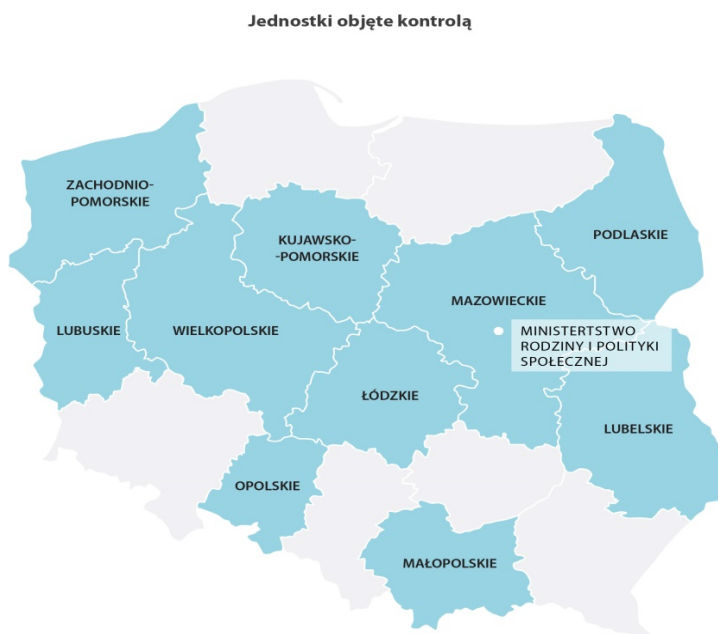 Jednostki objęte kontrolą
ZACHODNIO-
POMORSKIE
KUJAWSKO-
-POMORSKIE
PODLASKIE
MAZOWIECKIE
LUBUSKIE
WIELKOPOLSKIE
MINISTERTSTWO
RODZINY I POLITYKI
SPOŁECZNEJ
ŁÓDZKIE
LUBELSKIE
OPOLSKIE
MAŁOPOLSKIE